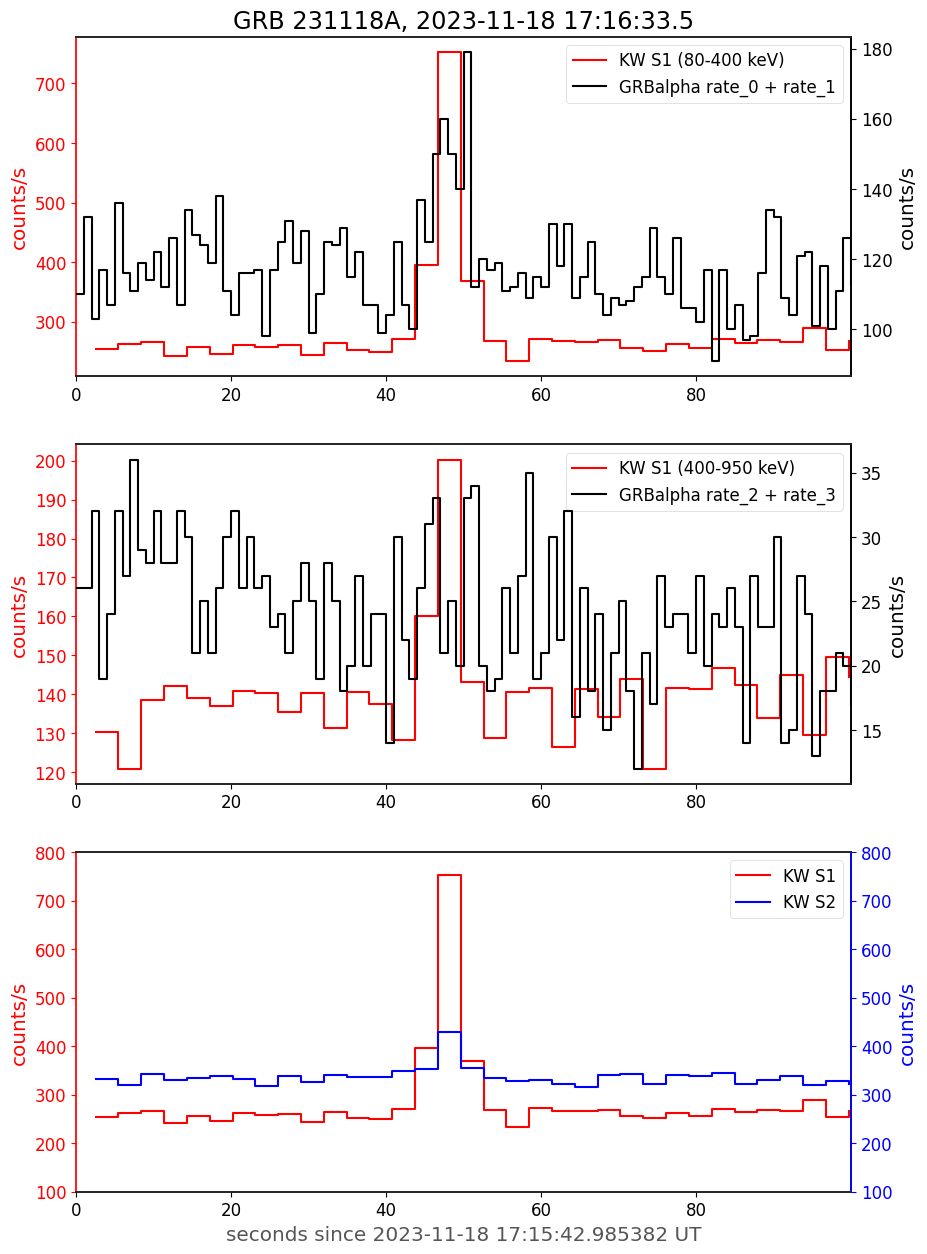 GRB 231118A, 2023-11-18 17:16:33.5
KW S1 (80-400 keV)
GRBalpha rate_0 + rate_1
700
600
500
400
300
counts/s
180
160
140
120
100
counts/s
0 20 40 60 80
KW S1 (400-950 keV)
GRBalpha rate_2 + rate_3
200
190
180
170
160
150
140
130
120
counts/s
35
30
25
20
15
counts/s
0 20 40 60 80
KW S1
KW S2
800
700
600
500
400
300
200
100
counts/s
800
700
600
500
400
300
200
100
counts/s
0 20 40 60 80
seconds since 2023-11-18 17:15:42.985382 UT